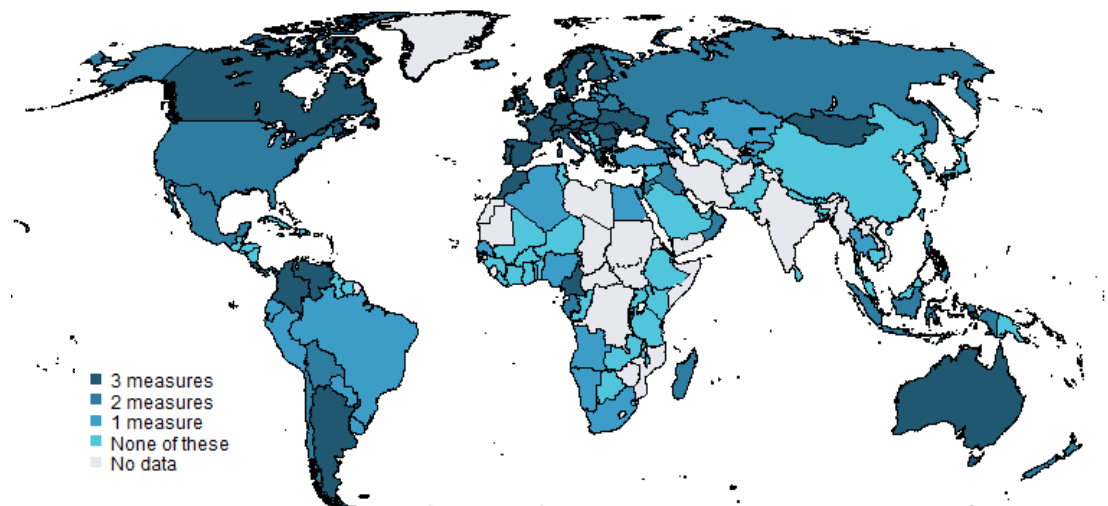 3 measures
2 measures
1 measure
None of these
No data